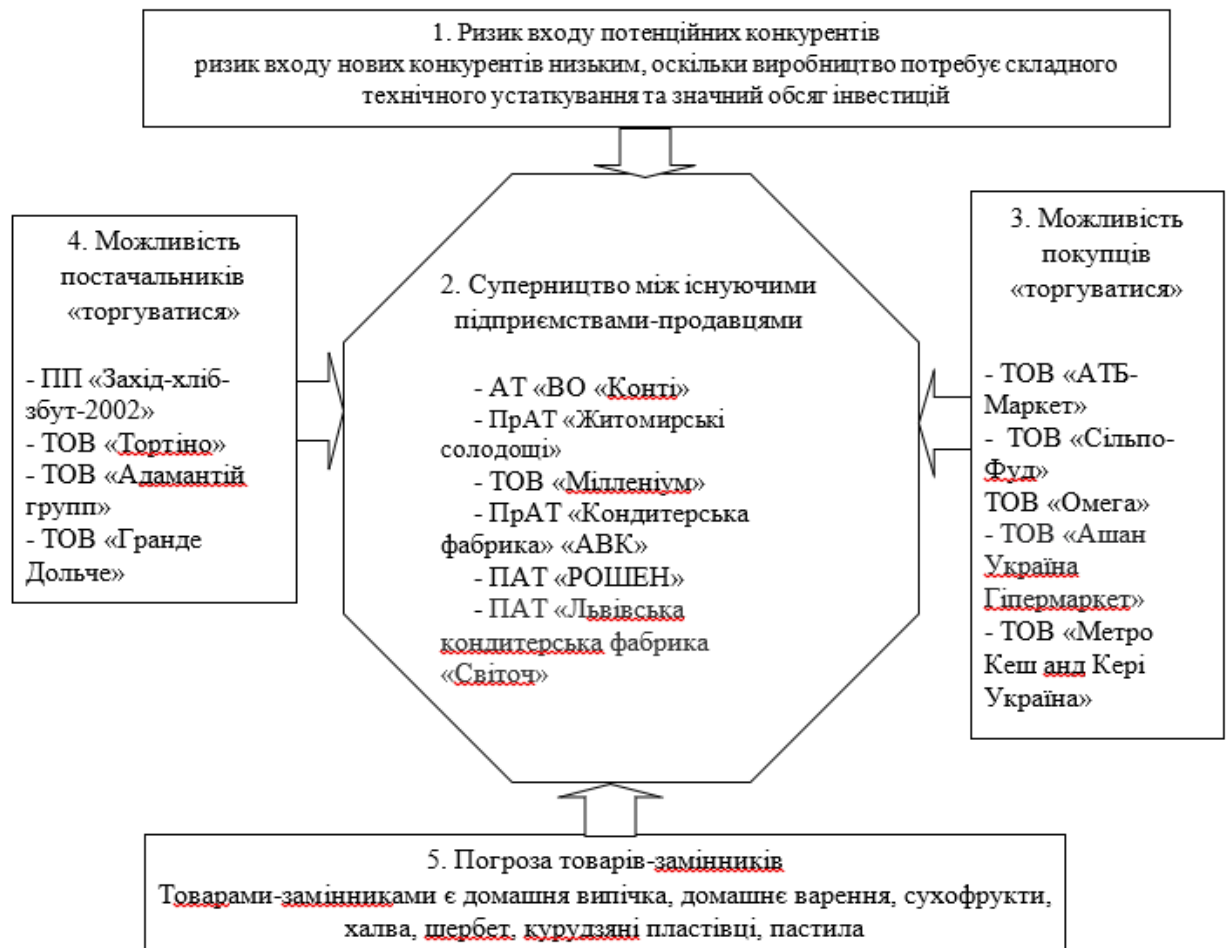 1. Ризик входу потенційних конкурентів
ризик входу нових конкурентів низьким, оскільки виробництво потребує складного
технічного устаткування та значний обсяг інвестицій
4. Можливість
постачальників
«торгуватися»
- ПП «Захід-хліб-
збут-2002»
- ТОВ «Тортіно»
- ТОВ «Адамантій
групп»
- ТОВ «Гранде
Дольче»
2. Суперництво між існуючими
підприємствами-продавцями
- АТ «ВО «Конті»
- ПрАТ «Житомирські
солодощі»
- ТОВ «Мілленіум»
- ПрАТ «Кондитерська
фабрика» «АВК»
- ПАТ «РОШЕН»
- ПАТ «Львівська
кондитерська фабрика
«Світоч»
3. Можливість
покупців
«торгуватися»
- ТОВ «АТБ-
Маркет»
- ТОВ «Сільпо-
Фуд»
ТОВ «Омега»
- ТОВ «Ашан
Україна
Гіпермаркет»
- ТОВ «Метро
Кеш анд Кері
Україна»
5. Погроза товарів-замінників
Товарами-замінниками є домашня випічка, домашнє варення, сухофрукти,
халва, шербет, курудзяні пластівці, пастила